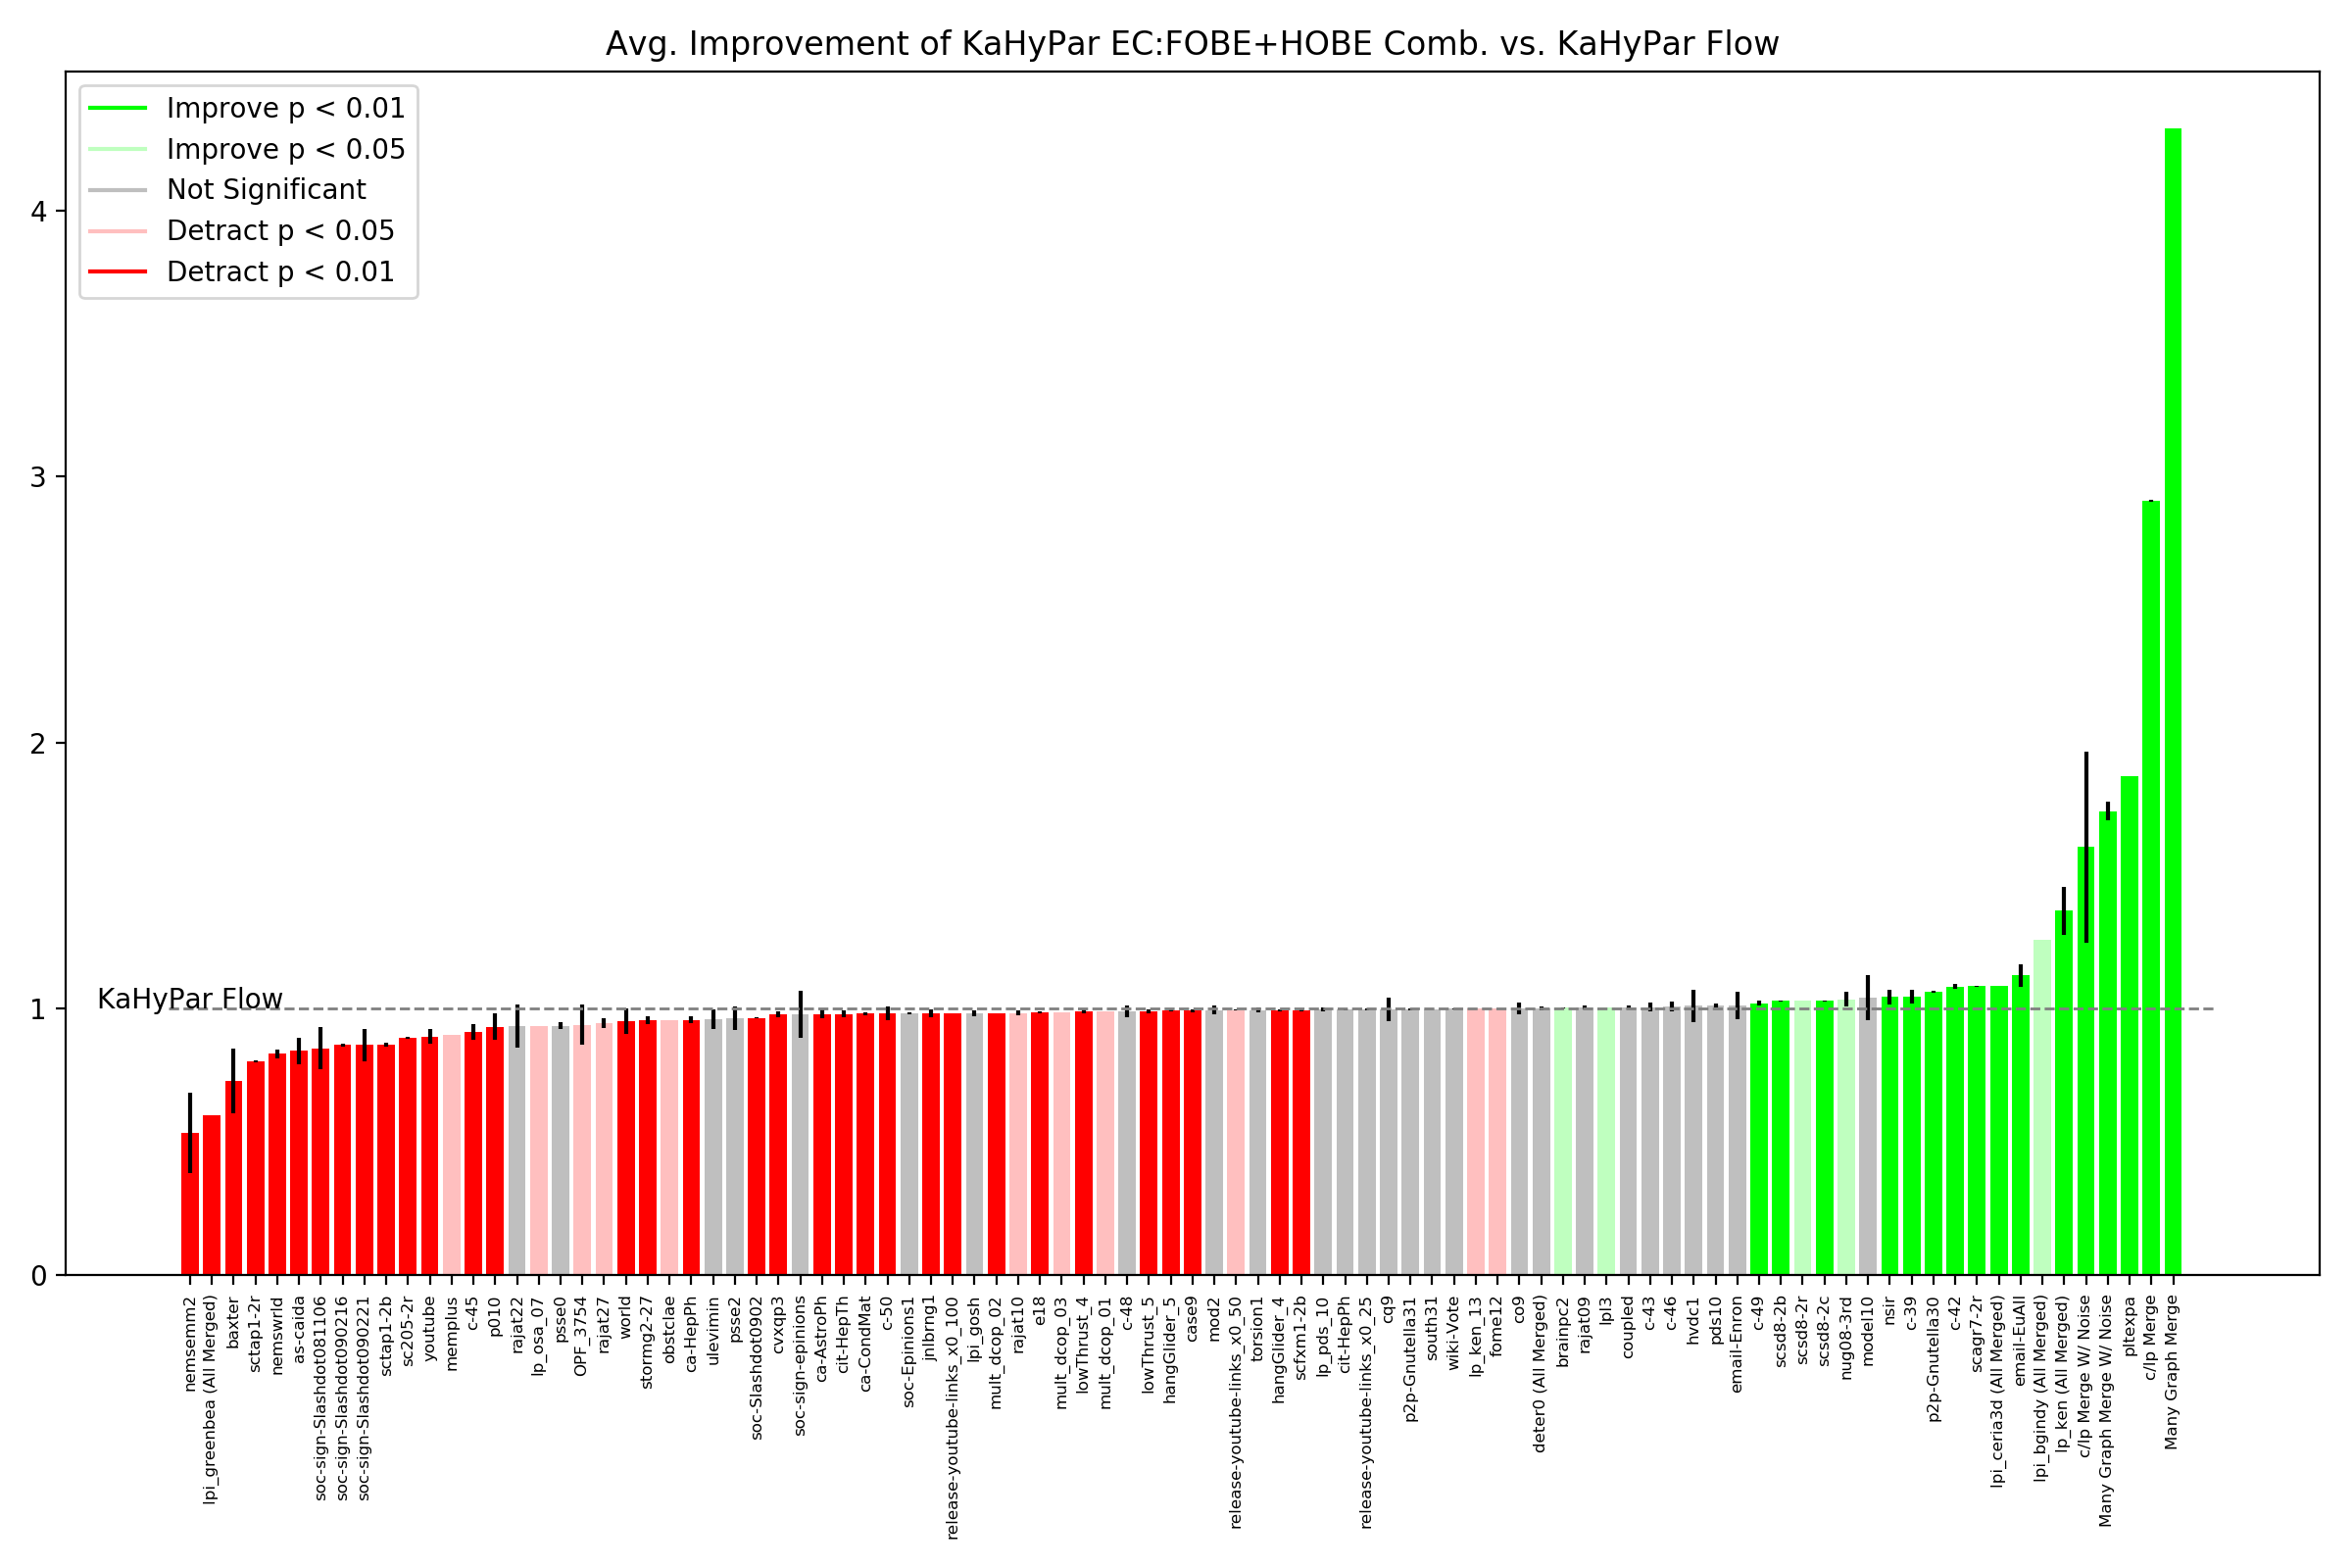 Avg. Improvement of KaHyPar EC:FOBE+HOBE Comb. vs. KaHyPar Flow
Improve p < 0.01
Improve p < 0.05
Not Significant
Detract p < 0.05
Detract p < 0.01
4
3
2
1
0
KaHyPar Flow
nemsemm2
lpi_greenbea (All Merged)
baxter
sctap1-2r
nemswrld
as-caida
soc-sign-Slashdot081106
soc-sign-Slashdot090216
soc-sign-Slashdot090221
sctap1-2b
sc205-2r
youtube
memplus
c-45
p010
rajat22
lp_osa_07
psse0
OPF_3754
rajat27
world
stormg2-27
obstclae
ca-HepPh
ulevimin
psse2
soc-Slashdot0902
cvxqp3
soc-sign-epinions
ca-AstroPh
cit-HepTh
ca-CondMat
c-50
soc-Epinions1
jnlbrng1
release-youtube-links_x0_100
lpi_gosh
mult_dcop_02
rajat10
e18
mult_dcop_03
lowThrust_4
mult_dcop_01
c-48
lowThrust_5
hangGlider_5
case9
mod2
release-youtube-links_x0_50
torsion1
hangGlider_4
scfxm1-2b
lp_pds_10
cit-HepPh
release-youtube-links_x0_25
cq9
p2p-Gnutella31
south31
wiki-Vote
lp_ken_13
fome12
co9
deter0 (All Merged)
brainpc2
rajat09
lpl3
coupled
c-43
c-46
hvdc1
pds10
email-Enron
c-49
scsd8-2b
scsd8-2r
scsd8-2c
nug08-3rd
model10
nsir
c-39
p2p-Gnutella30
c-42
scagr7-2r
lpi_ceria3d (All Merged)
email-EuAll
lpi_bgindy (All Merged)
lp_ken (All Merged)
c/lp Merge W/ Noise
Many Graph Merge W/ Noise
pltexpa
c/lp Merge
Many Graph Merge